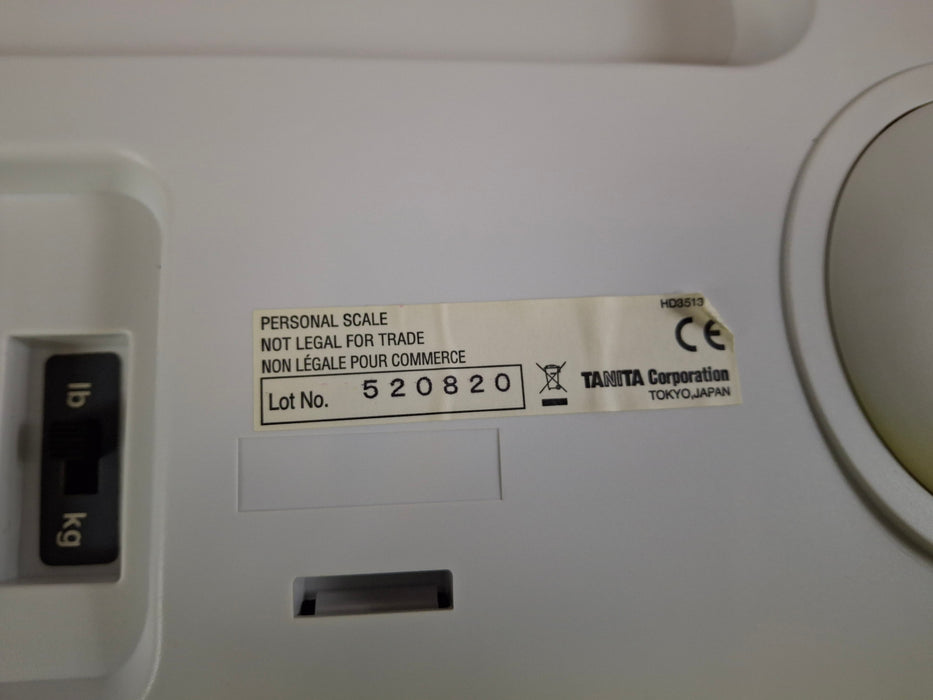 HD3513
PERSONAL SCALE
NOT LEGAL FOR TRADE
NON LÉGALE POUR COMMERCE
Lot No. 520820
CE
TANITA Corporation
TOKYO,JAPAN
lb
kg